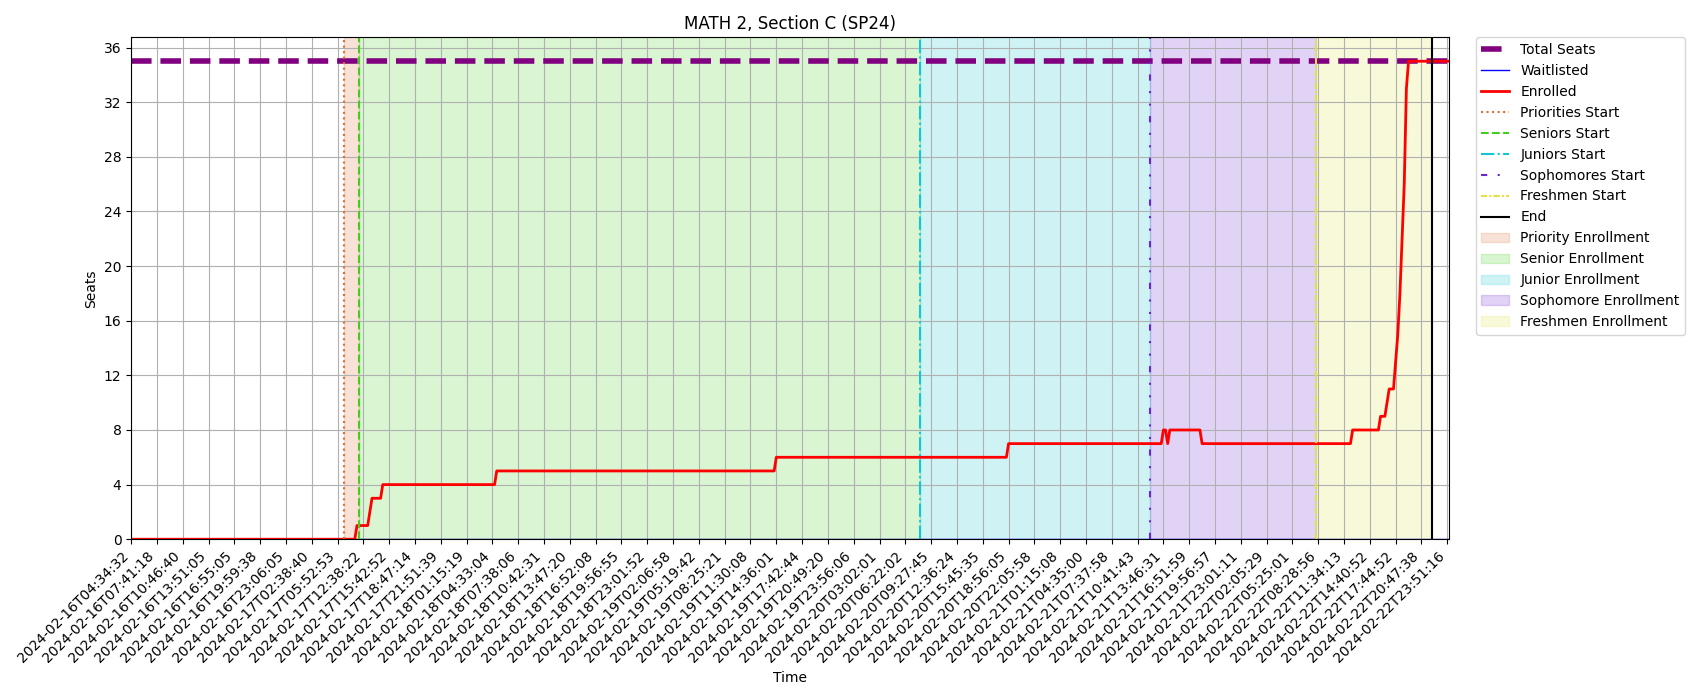 MATH 2, Section C (SP24)
36
32
28
24
20
16
12
8
4
0
Seats
2024-02-16T04:34:32
2024-02-16T07:41:18
2024-02-16T10:46:40
2024-02-16T13:51:05
2024-02-16T16:55:05
2024-02-16T19:59:38
2024-02-16T23:06:05
2024-02-17T02:38:40
2024-02-17T05:52:53
2024-02-17T12:38:22
2024-02-17T15:42:52
2024-02-17T18:47:14
2024-02-17T21:51:39
2024-02-18T01:15:19
2024-02-18T04:33:04
2024-02-18T07:38:06
2024-02-18T10:42:31
2024-02-18T13:47:20
2024-02-18T16:52:08
2024-02-18T19:56:55
2024-02-18T23:01:52
2024-02-19T02:06:58
2024-02-19T05:19:42
2024-02-19T08:25:21
2024-02-19T11:30:08
2024-02-19T14:36:01
2024-02-19T17:42:44
2024-02-19T20:49:20
2024-02-19T23:56:06
2024-02-20T03:02:01
2024-02-20T06:22:02
2024-02-20T09:27:45
2024-02-20T12:36:24
2024-02-20T15:45:35
2024-02-20T18:56:05
2024-02-20T22:05:58
2024-02-21T01:15:08
2024-02-21T04:35:00
2024-02-21T07:37:58
2024-02-21T10:41:43
2024-02-21T13:46:31
2024-02-21T16:51:59
2024-02-21T19:56:57
2024-02-21T23:01:11
2024-02-22T02:05:29
2024-02-22T05:25:01
2024-02-22T08:28:56
2024-02-22T11:34:13
2024-02-22T14:40:52
2024-02-22T17:44:52
2024-02-22T20:47:38
2024-02-22T23:51:16
Time
Total Seats
Waitlisted
Enrolled
Priorities Start
Seniors Start
Juniors Start
Sophomores Start
Freshmen Start
End
Priority Enrollment
Senior Enrollment
Junior Enrollment
Sophomore Enrollment
Freshmen Enrollment